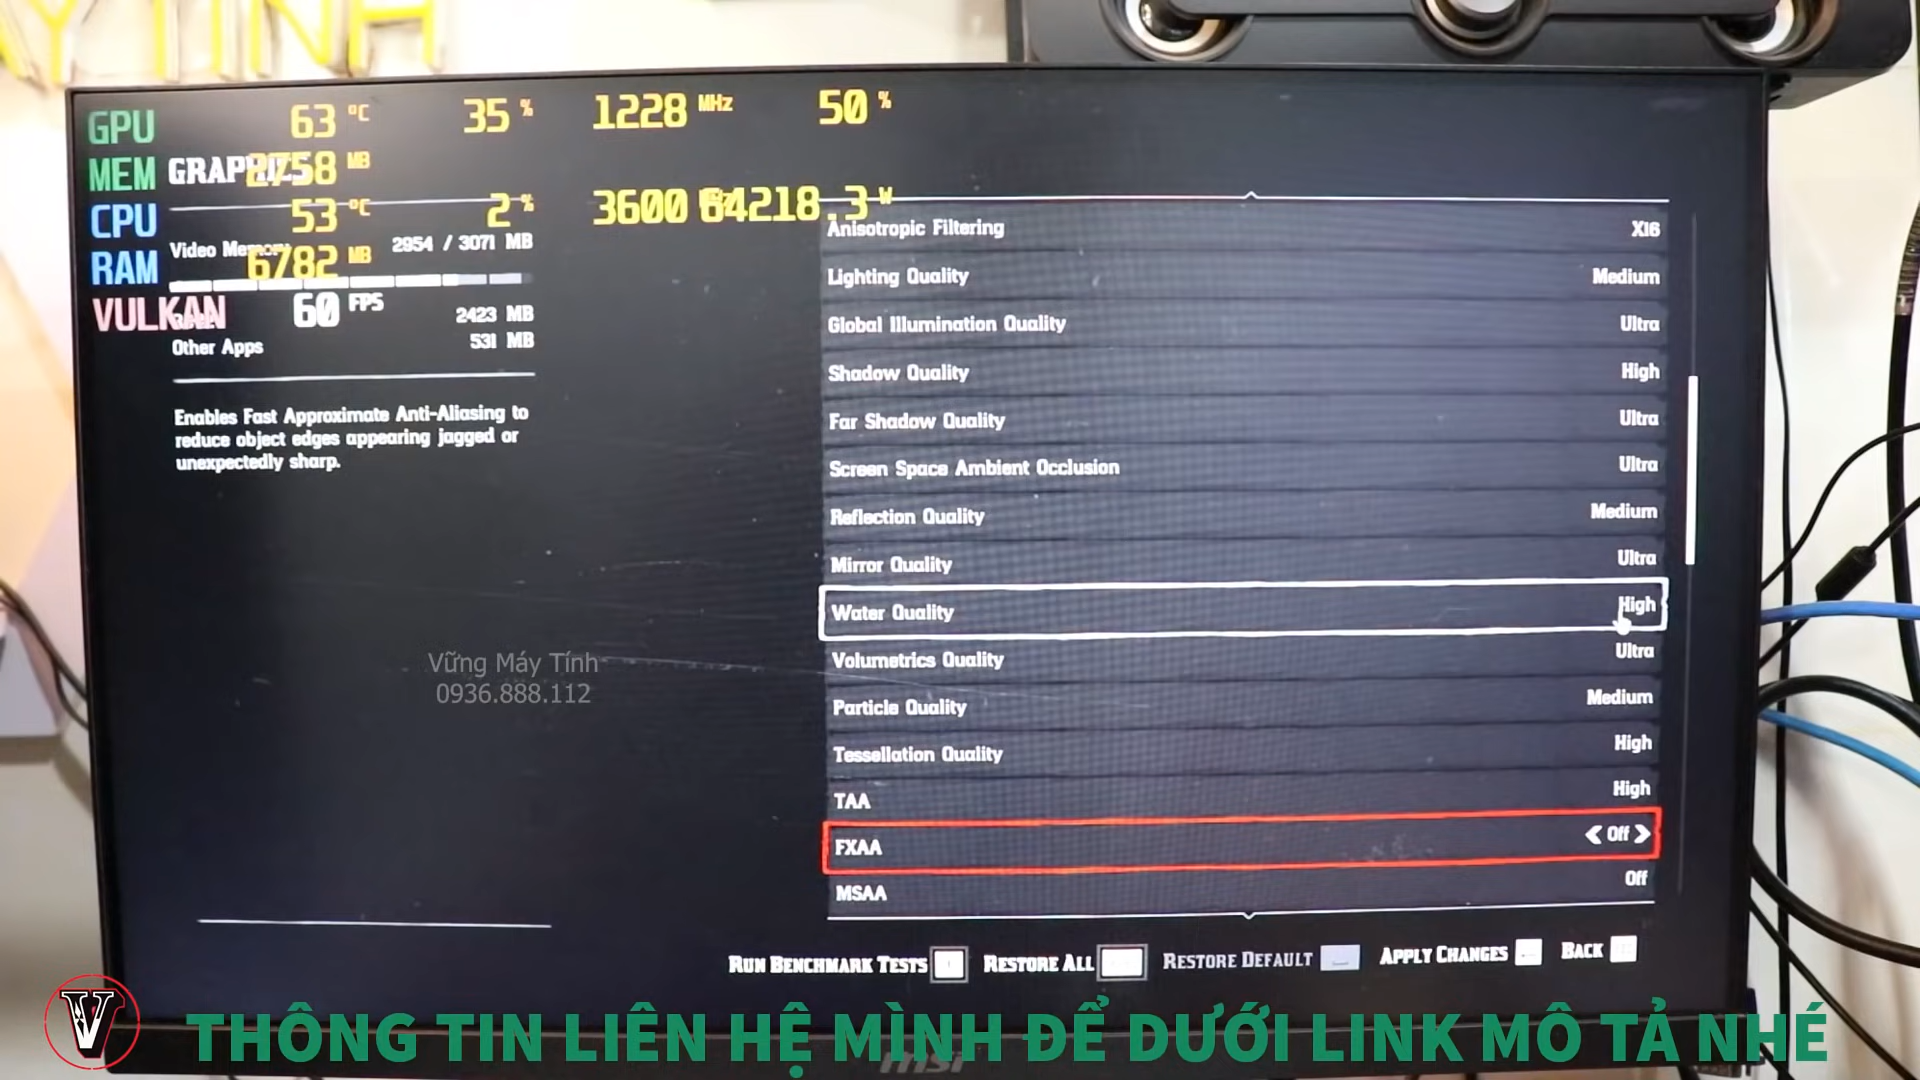 Y TÍNH
GPU 63 °C 35 % 1228 MHz 50 %
MEM 2758 MB
GRAPHICS
CPU 53 °C 2 % 3600 64218.3 W
Video Memory 2954 / 3071 MB
RAM 6782 MB
VULKAN 60 FPS
2423 MB
Other Apps 531 MB
Enables Fast Approximate Anti-Aliasing to
reduce object edges appearing jagged or
unexpectedly sharp.
Anisotropic Filtering X16
Lighting Quality Medium
Global Illumination Quality Ultra
Shadow Quality High
Far Shadow Quality Ultra
Screen Space Ambient Occlusion Ultra
Reflection Quality Medium
Mirror Quality Ultra
Water Quality High
Volumetrics Quality Ultra
Particle Quality Medium
Tessellation Quality High
TAA High
FXAA Off
MSAA Off
Vững Máy Tính
0936.888.112
RUN BENCHMARK TESTS RESTORE ALL RESTORE DEFAULT APPLY CHANGES BACK
V
THÔNG TIN LIÊN HỆ MÌNH ĐỂ DƯỚI LINK MÔ TẢ NHÉ
msi